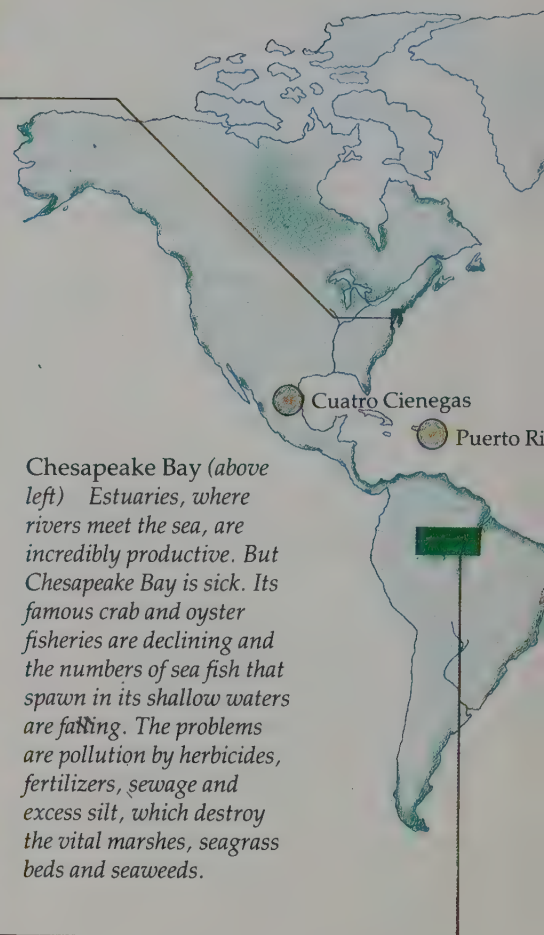 Cuatro Cienegas
Puerto Ri
Chesapeake Bay (above
left) Estuaries, where
rivers meet the sea, are
incredibly productive. But
Chesapeake Bay is sick. Its
famous crab and oyster
fisheries are declining and
the numbers of sea fish that
spawn in its shallow waters
are falling. The problems
are pollution by herbicides,
fertilizers, sewage and
excess silt, which destroy
the vital marshes, seagrass
beds and seaweeds.